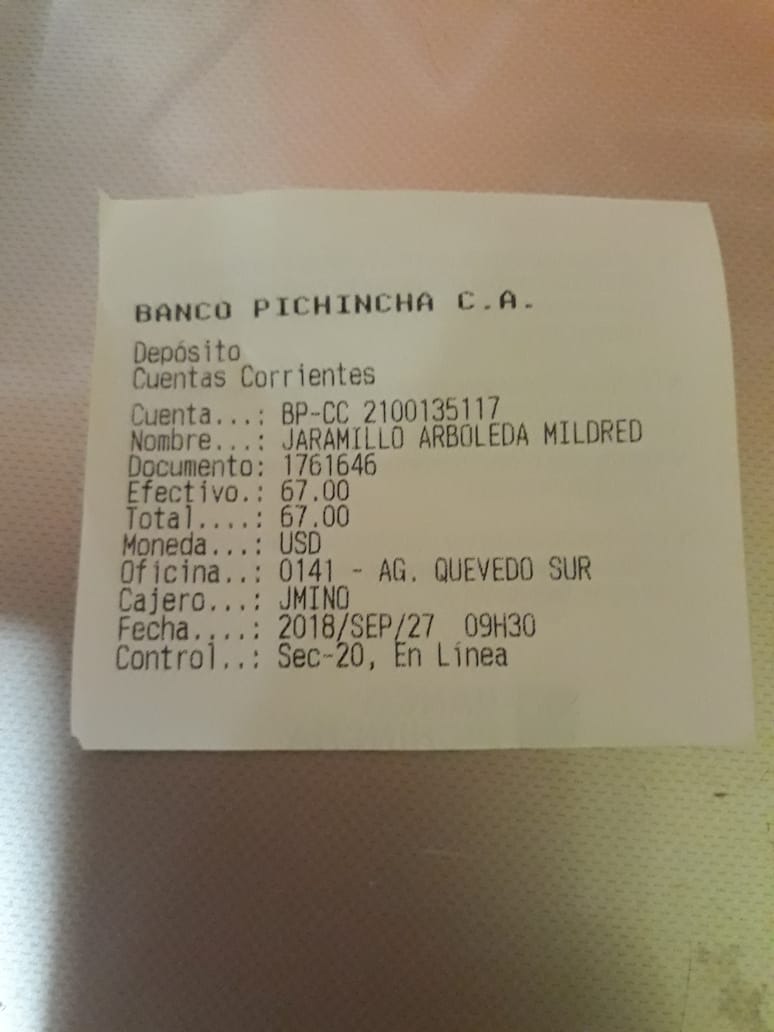 BANCO PICHINCHA C.A.
Depósito
Cuentas Corrientes
Cuenta...: BP-CC 2100135117
Nombre...: JARAMILLO ARBOLEDA MILDRED
Documento: 1761646
Efectivo.: 67.00
Total....: 67.00
Moneda...: USD
Oficina..: 0141 - AG. QUEVEDO SUR
Cajero...: JMINO
Fecha....: 2018/SEP/27 09H30
Control..: Sec-20, En Línea